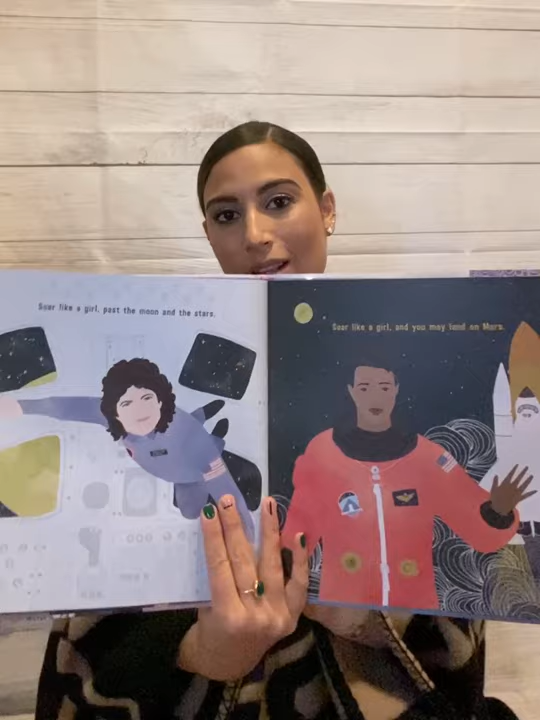 Soar like a girl, past the moon and the stars.
Soar like a girl, and you may land on Mars.